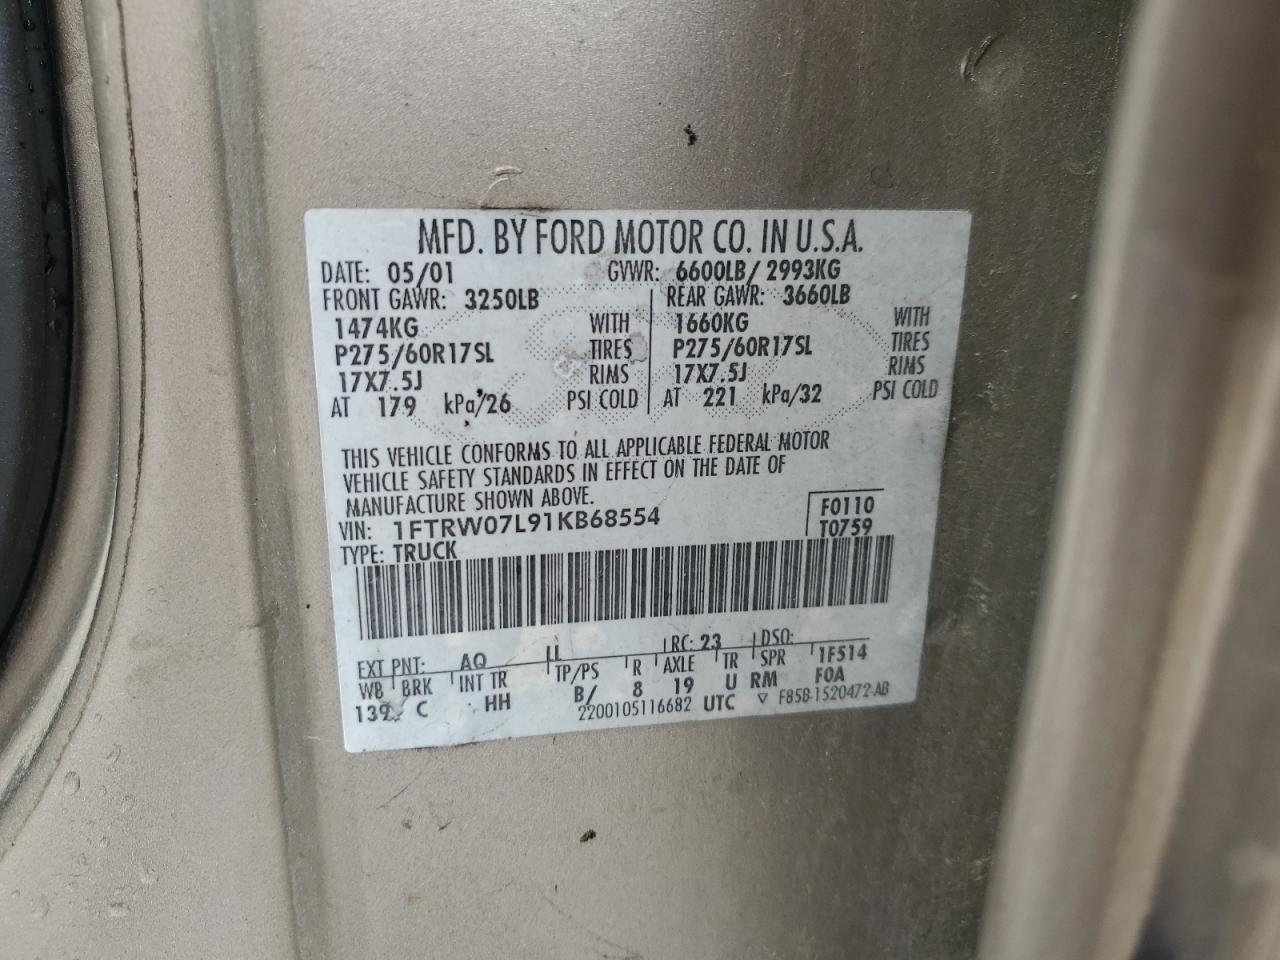 MFD. BY FORD MOTOR CO. IN U.S.A.
DATE: 05/01 GVWR: 6600LB/ 2993KG
FRONT GAWR: 3250LB REAR GAWR: 3660LB
1474KG WITH 1660KG WITH
P275/60R17SL TIRES P275/60R17SL TIRES
17X7.5J RIMS 17X7.5J RIMS
AT 179 kPa/26 PSI COLD AT 221 kPa/32 PSI COLD
THIS VEHICLE CONFORMS TO ALL APPLICABLE FEDERAL MOTOR
VEHICLE SAFETY STANDARDS IN EFFECT ON THE DATE OF
MANUFACTURE SHOWN ABOVE.
VIN: 1FTRW07L91KB68554 F0110
TYPE: TRUCK T0759
EXT PNT: AQ RC: 23 DSO:
WB BRK INT TR TP/PS R AXLE TR SPR 1F514
139 C HH B/ 8 19 U RM F0A
2200105116682 UTC ▽ F85B-1520472-AB